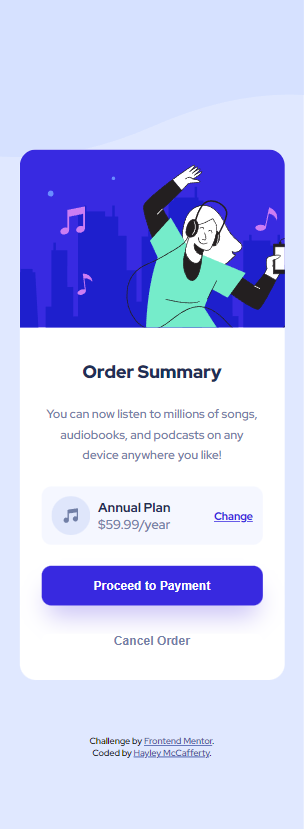 Order Summary
You can now listen to millions of songs,
audiobooks, and podcasts on any
device anywhere you like!
Annual Plan
$59.99/year
Change
Proceed to Payment
Cancel Order
Challenge by Frontend Mentor.
Coded by Hayley McCafferty.